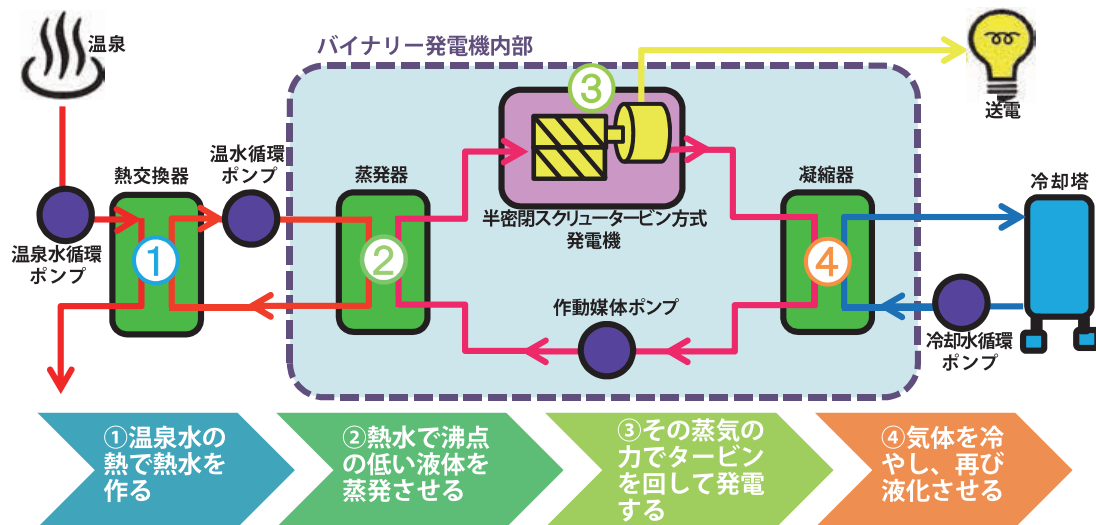 温泉
バイナリー発電機内部
③
送電
熱交換器
温水循環
ポンプ
蒸発器
凝縮器
冷却塔
半密閉スクリュータービン方式
発電機
温泉水循環
ポンプ
①
②
④
作動媒体ポンプ
冷却水循環
ポンプ
①温泉水の
熱で熱水を
作る
②熱水で沸点
の低い液体を
蒸発させる
③その蒸気の
力でタービン
を回して発電
する
④気体を冷
やし、再び
液化させる